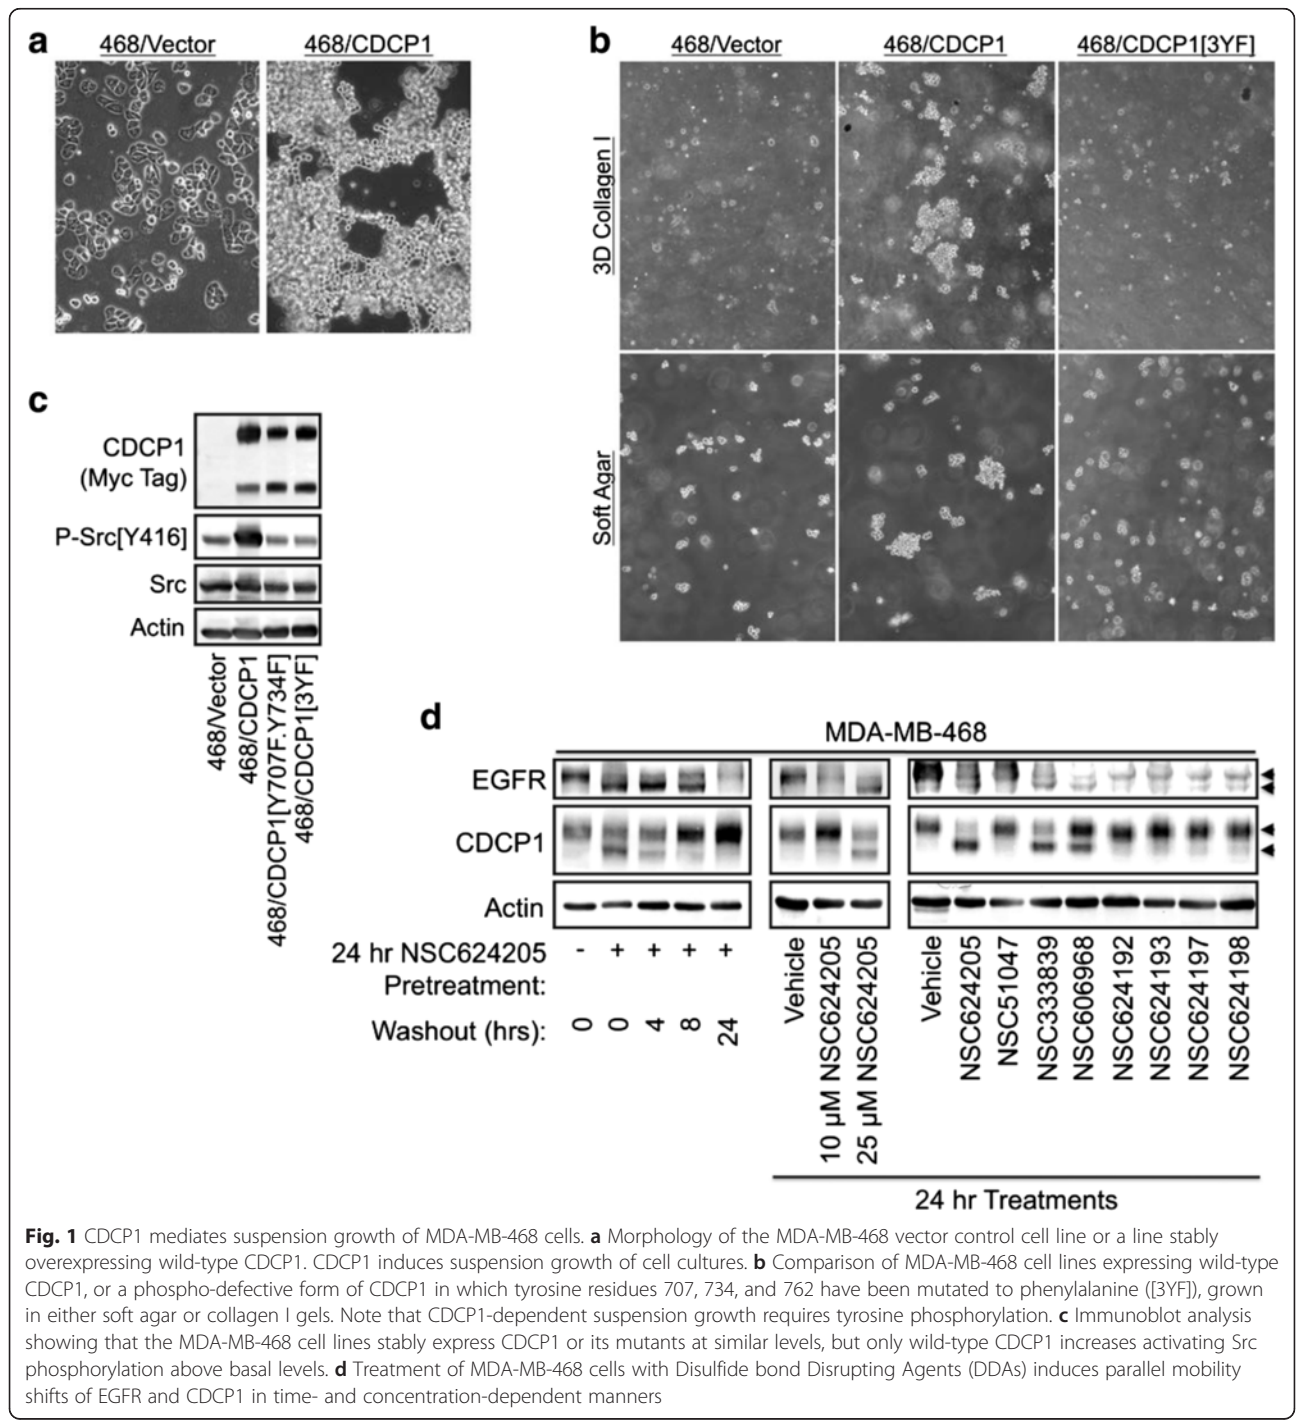 a
468/Vector
468/CDCP1
b
468/Vector
468/CDCP1
468/CDCP1[3YF]
3D Collagen I
Soft Agar
c
CDCP1
(Myc Tag)
P-Src[Y416]
Src
Actin
468/Vector
468/CDCP1
468/CDCP1[Y707F.Y734F]
468/CDCP1[3YF]
d
MDA-MB-468
EGFR
CDCP1
Actin
24 hr NSC624205 - + + + +
Pretreatment:
Washout (hrs): 0 0 4 8 24
Vehicle
10 µM NSC624205
25 µM NSC624205
Vehicle
NSC624205
NSC51047
NSC333839
NSC606968
NSC624192
NSC624193
NSC624197
NSC624198
24 hr Treatments
Fig. 1 CDCP1 mediates suspension growth of MDA-MB-468 cells. a Morphology of the MDA-MB-468 vector control cell line or a line stably
overexpressing wild-type CDCP1. CDCP1 induces suspension growth of cell cultures. b Comparison of MDA-MB-468 cell lines expressing wild-type
CDCP1, or a phospho-defective form of CDCP1 in which tyrosine residues 707, 734, and 762 have been mutated to phenylalanine ([3YF]), grown
in either soft agar or collagen I gels. Note that CDCP1-dependent suspension growth requires tyrosine phosphorylation. c Immunoblot analysis
showing that the MDA-MB-468 cell lines stably express CDCP1 or its mutants at similar levels, but only wild-type CDCP1 increases activating Src
phosphorylation above basal levels. d Treatment of MDA-MB-468 cells with Disulfide bond Disrupting Agents (DDAs) induces parallel mobility
shifts of EGFR and CDCP1 in time- and concentration-dependent manners